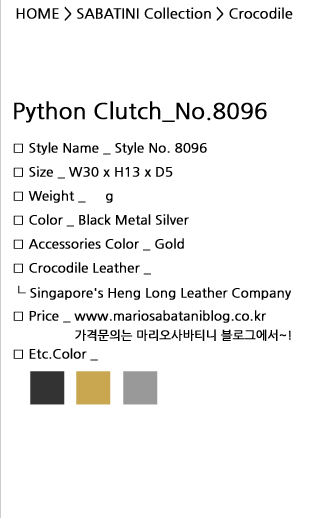 HOME > SABATINI Collection > Crocodile
Python Clutch_No.8096
□ Style Name _ Style No. 8096
□ Size _ W30 x H13 x D5
□ Weight _ g
□ Color _ Black Metal Silver
□ Accessories Color _ Gold
□ Crocodile Leather _
└ Singapore's Heng Long Leather Company
□ Price _ www.mariosabataniblog.co.kr
가격문의는 마리오사바티니 블로그에서~!
□ Etc.Color _